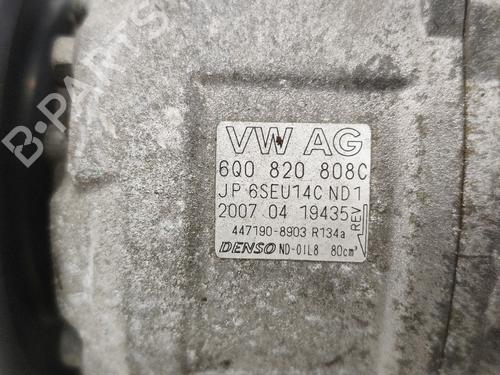 B-PARTS
VW AG
6Q0 820 808C
JP 6SEU14C ND1
2007 04 19435 REV
447190-8903 R134a
DENSO ND-OIL8 80cm³